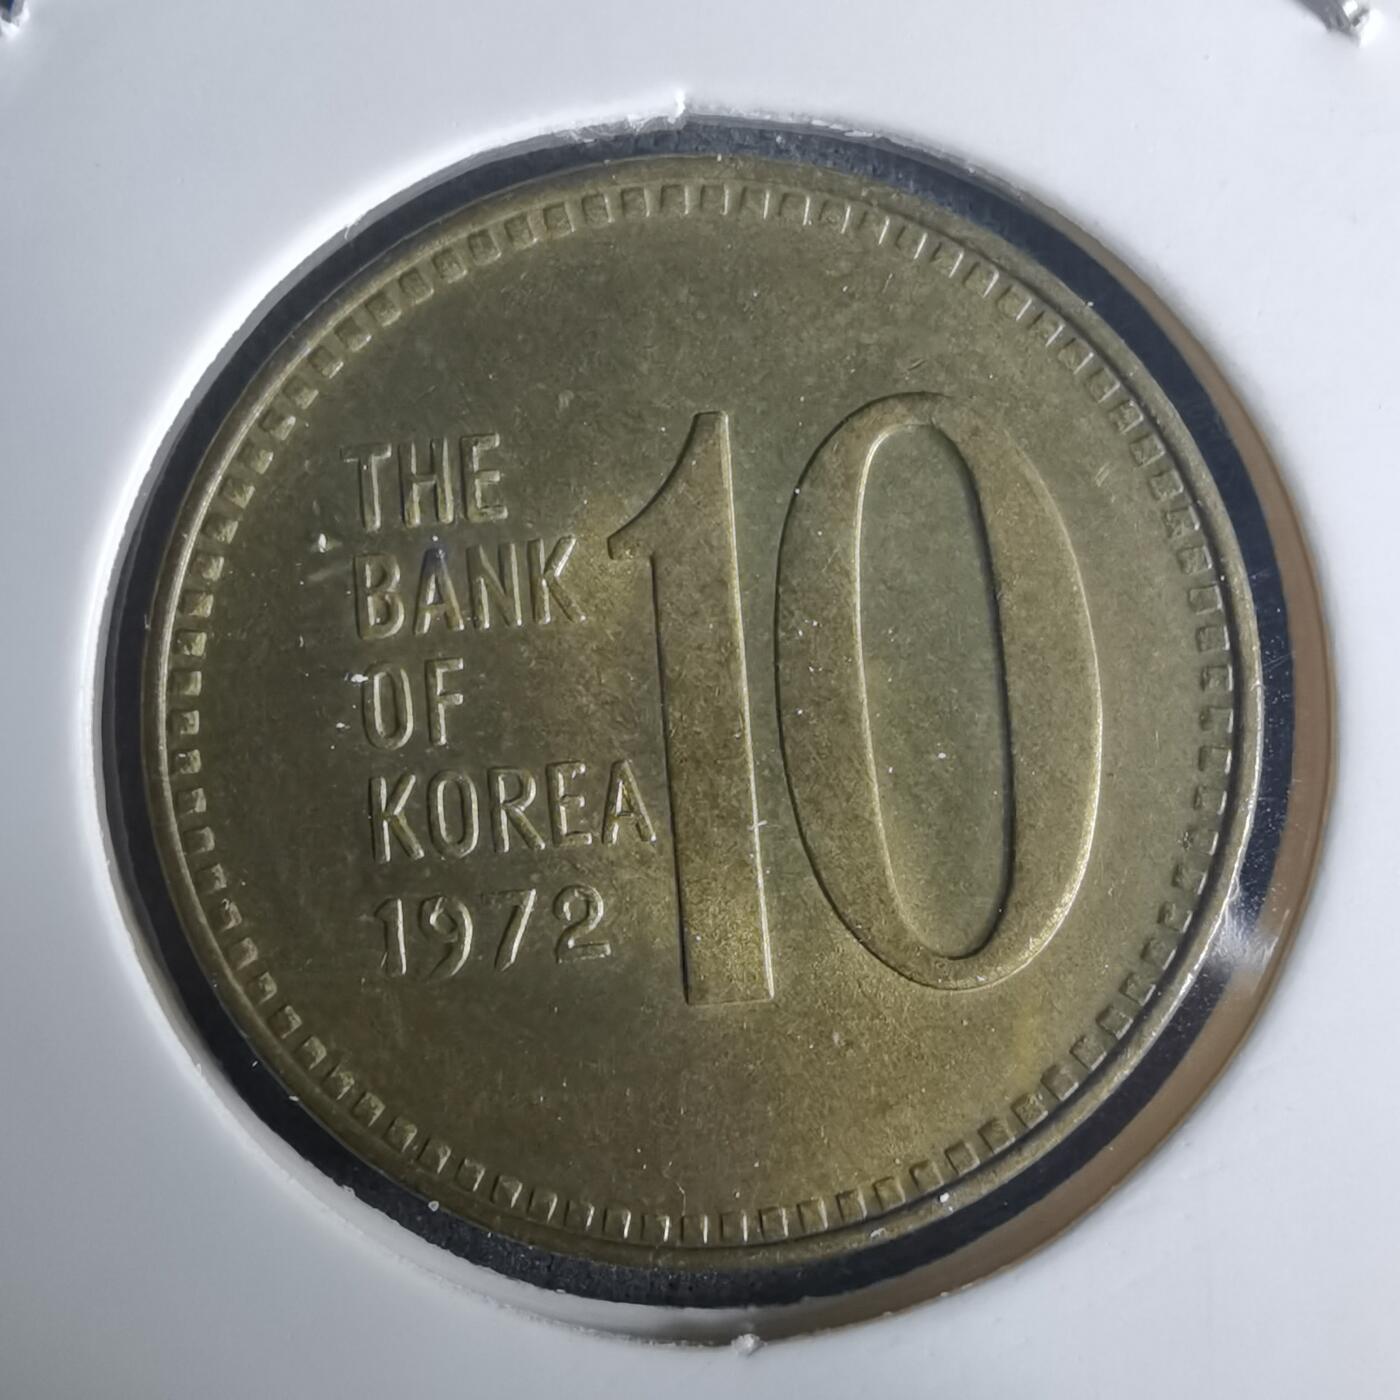 THE
BANK
OF
KOREA
1972
10